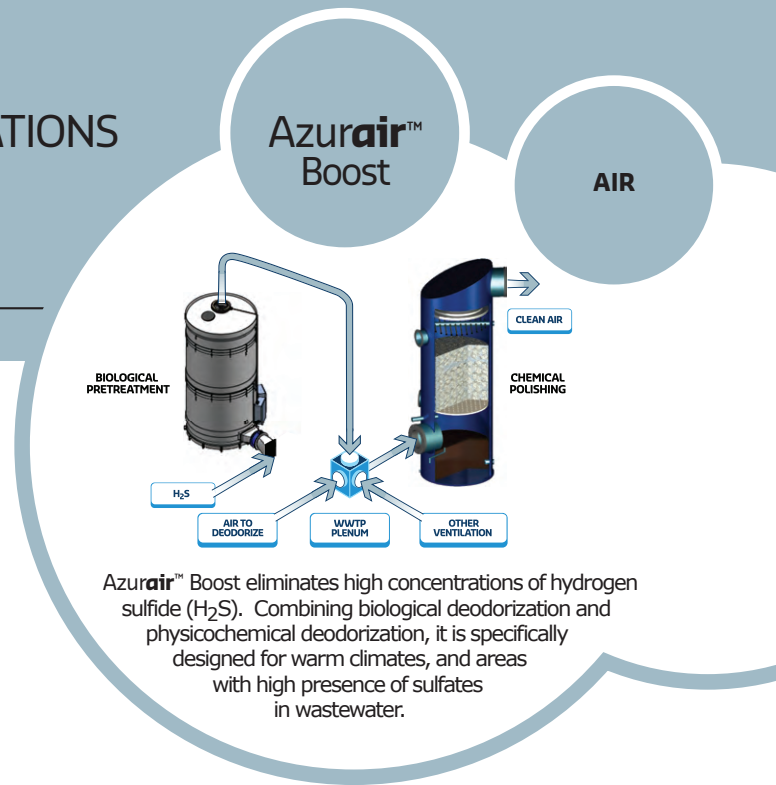 ATIONS
Azurair™
Boost
AIR
BIOLOGICAL
PRETREATMENT
CLEAN AIR
CHEMICAL
POLISHING
H₂S
AIR TO
DEODORIZE
WWTP
PLENUM
OTHER
VENTILATION
Azurair™ Boost eliminates high concentrations of hydrogen
sulfide (H₂S). Combining biological deodorization and
physicochemical deodorization, it is specifically
designed for warm climates, and areas
with high presence of sulfates
in wastewater.